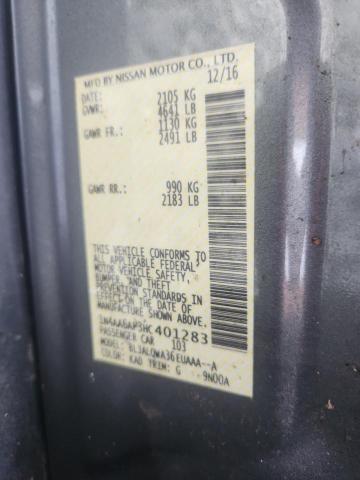 MFD BY NISSAN MOTOR CO., LTD.
DATE: 12/16
GVWR: 2105 KG
4641 LB
GAWR FR.: 1130 KG
2491 LB
GAWR RR.: 990 KG
2183 LB
THIS VEHICLE CONFORMS TO
ALL APPLICABLE FEDERAL
MOTOR VEHICLE SAFETY,
BUMPER, AND THEFT
PREVENTION STANDARDS
IN EFFECT ON THE DATE OF
MANUFACTURE SHOWN ABOVE.
1N4AA6AP3HC401283
PASSENGER CAR 103
MODEL: BL3ALQWA36EUAAA--A
COLOR: KAD TRIM: G 9N00A